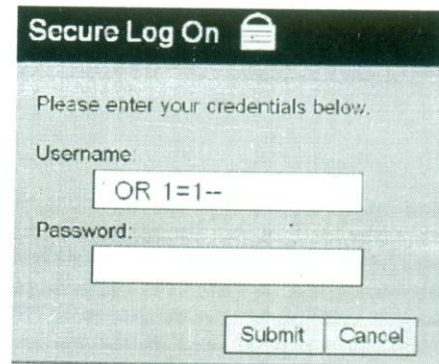 Secure Log On
Please enter your credentials below.
Username:
OR 1=1--
Password:
Submit Cancel